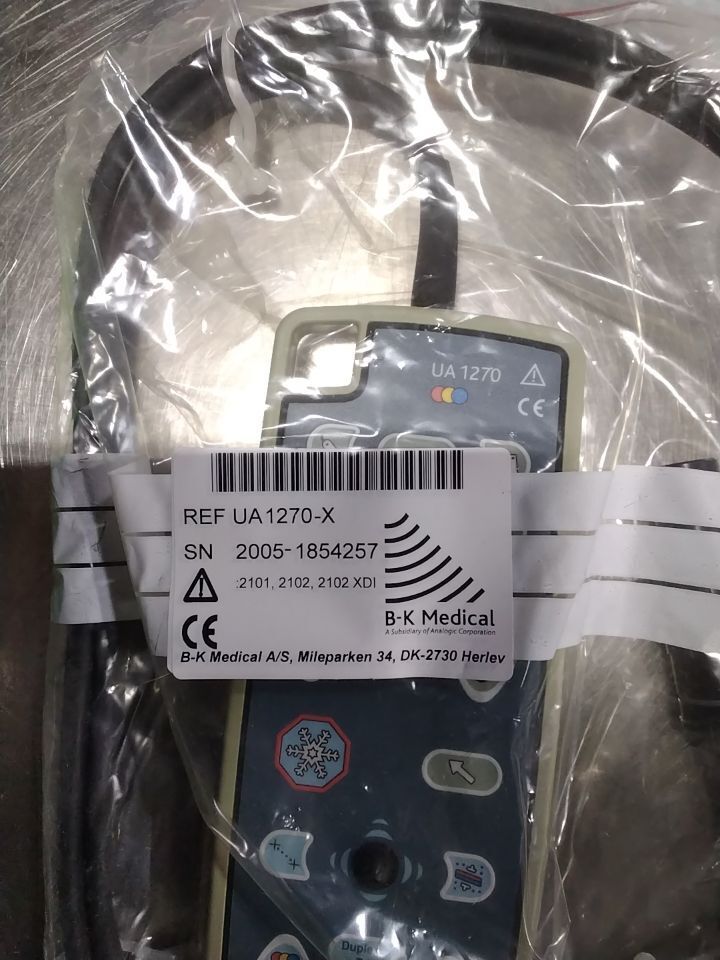 UA 1270
CE
REF UA1270-X
SN 2005-1854257
:2101, 2102, 2102 XDI
B-K Medical
A Subsidiary of Analogic Corporation
CE
B-K Medical A/S, Mileparken 34, DK-2730 Herlev